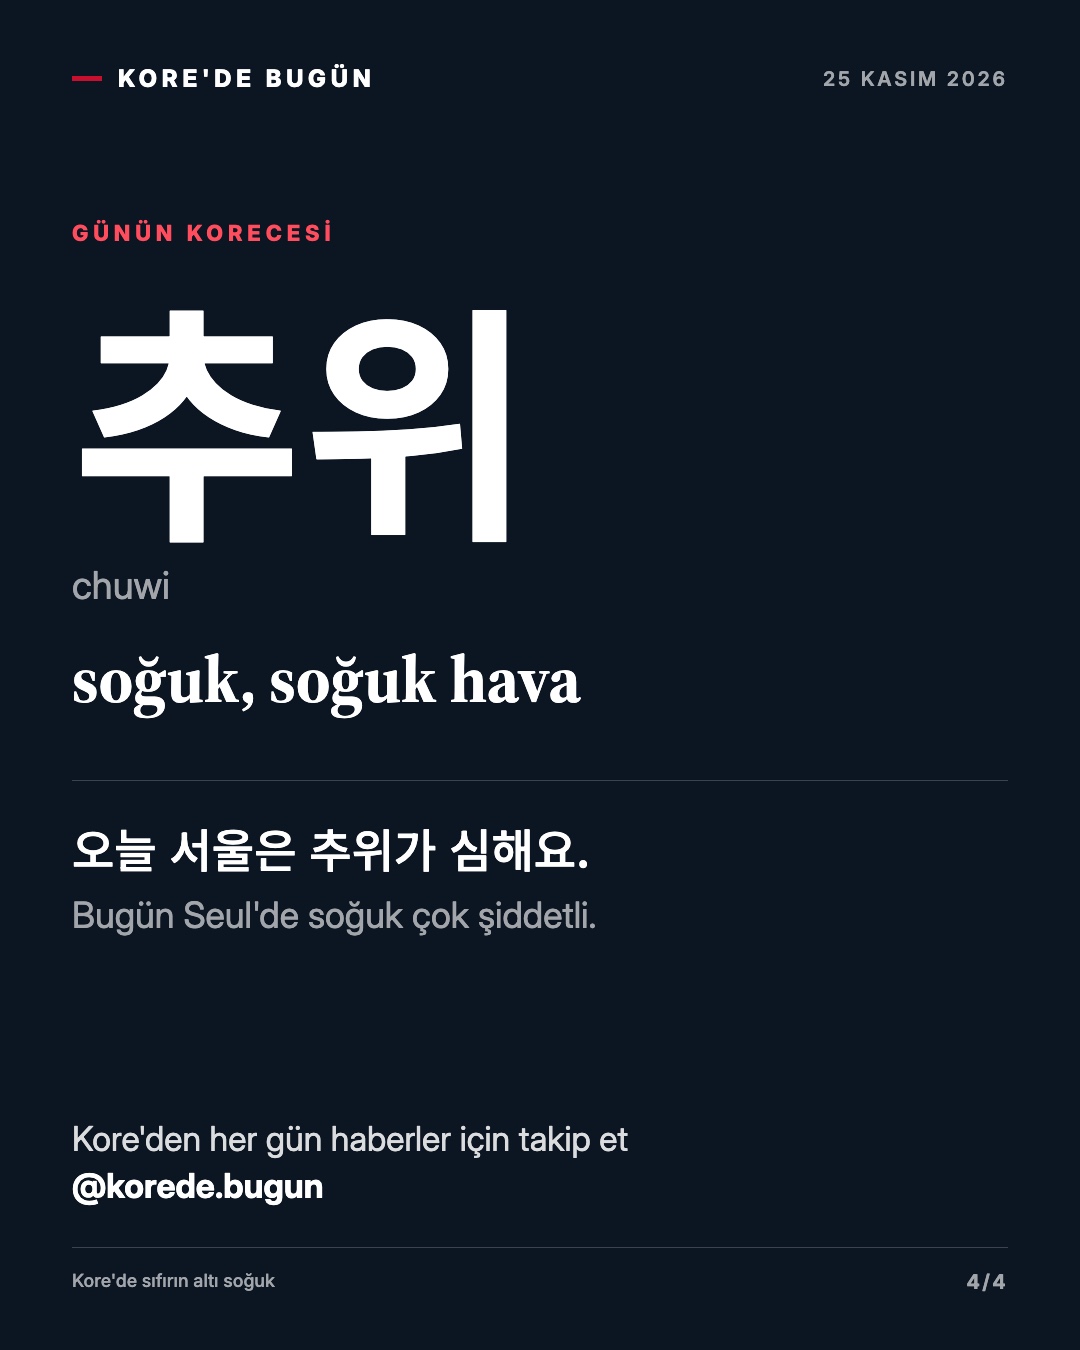 KORE'DE BUGÜN
25 KASIM 2026
GÜNÜN KORECESİ
추위
chuwi
soğuk, soğuk hava
오늘 서울은 추위가 심해요.
Bugün Seul'de soğuk çok şiddetli.
Kore'den her gün haberler için takip et
@korede.bugun
Kore'de sıfırın altı soğuk
4/4